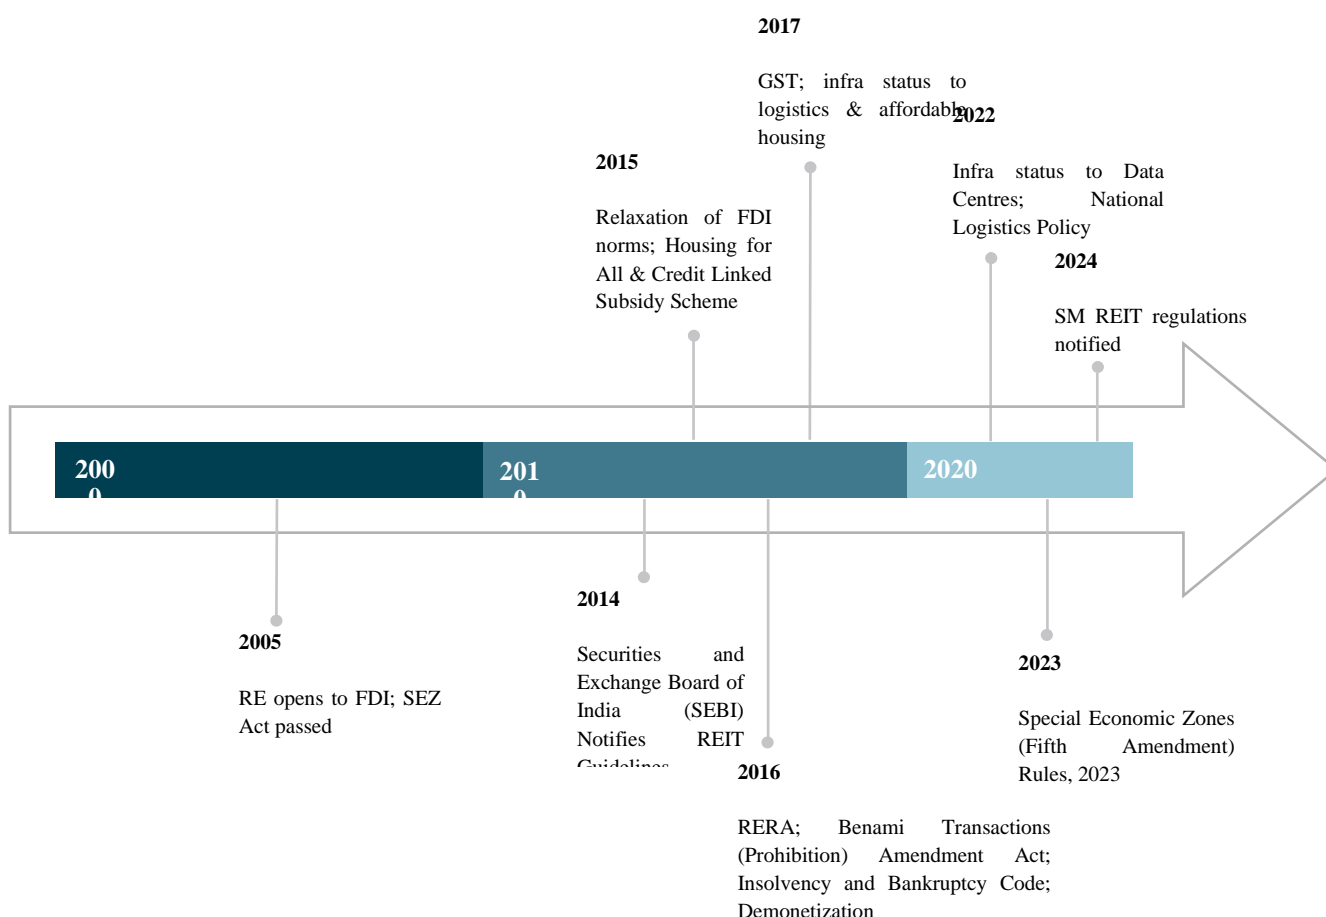 2017
GST; infra status to
logistics & affordable
housing
2022
Infra status to Data
Centres; National
Logistics Policy
2015
Relaxation of FDI
norms; Housing for
All & Credit Linked
Subsidy Scheme
2024
SM REIT regulations
notified
200
0
201
0
2020
2005
RE opens to FDI; SEZ
Act passed
2014
Securities and
Exchange Board of
India (SEBI)
Notifies REIT
Guidelines
2016
RERA; Benami Transactions
(Prohibition) Amendment Act;
Insolvency and Bankruptcy Code;
Demonetization
2023
Special Economic Zones
(Fifth Amendment)
Rules, 2023